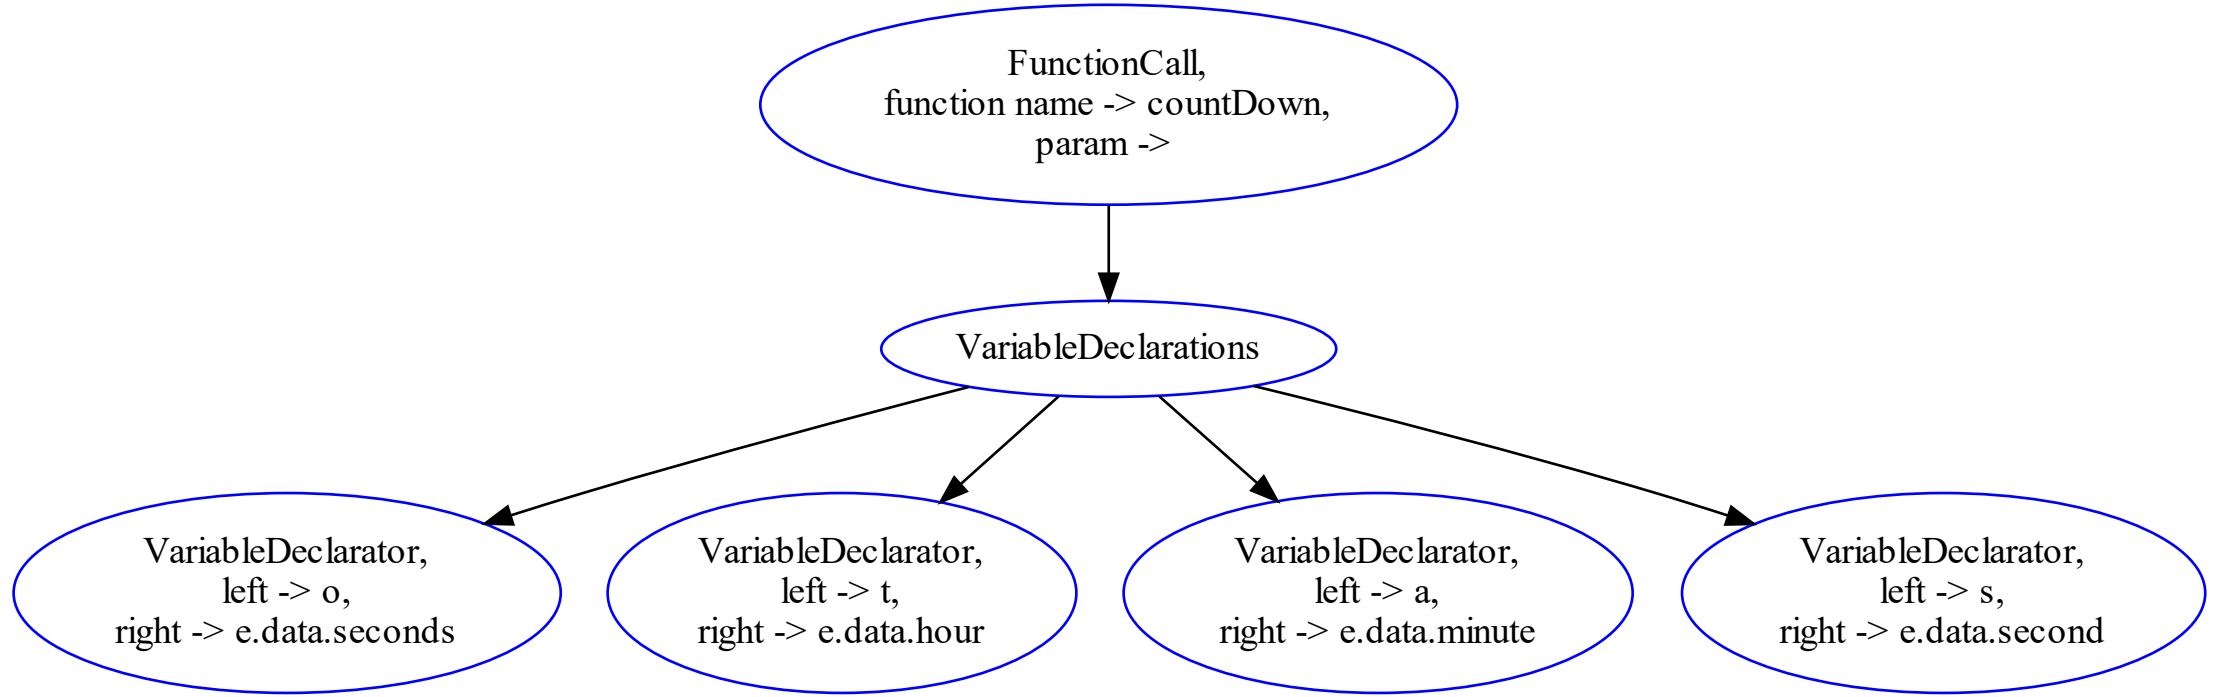 FunctionCall,
function name -> countDown,
param ->
VariableDeclarations
VariableDeclarator,
left -> o,
right -> e.data.seconds
VariableDeclarator,
left -> t,
right -> e.data.hour
VariableDeclarator,
left -> a,
right -> e.data.minute
VariableDeclarator,
left -> s,
right -> e.data.second